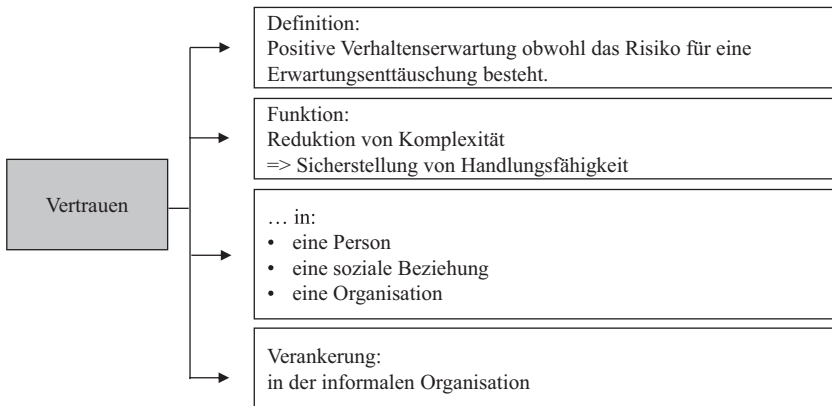 Vertrauen
Definition:
Positive Verhaltenserwartung obwohl das Risiko für eine
Erwartungsenttäuschung besteht.
Funktion:
Reduktion von Komplexität
=> Sicherstellung von Handlungsfähigkeit
… in:
• eine Person
• eine soziale Beziehung
• eine Organisation
Verankerung:
in der informalen Organisation